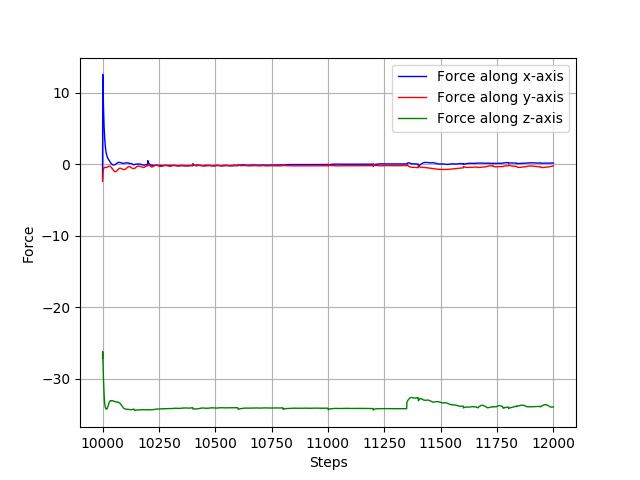 Force along x-axis
Force along y-axis
Force along z-axis
10
0
−10
−20
−30
Force
10000 10250 10500 10750 11000 11250 11500 11750 12000
Steps